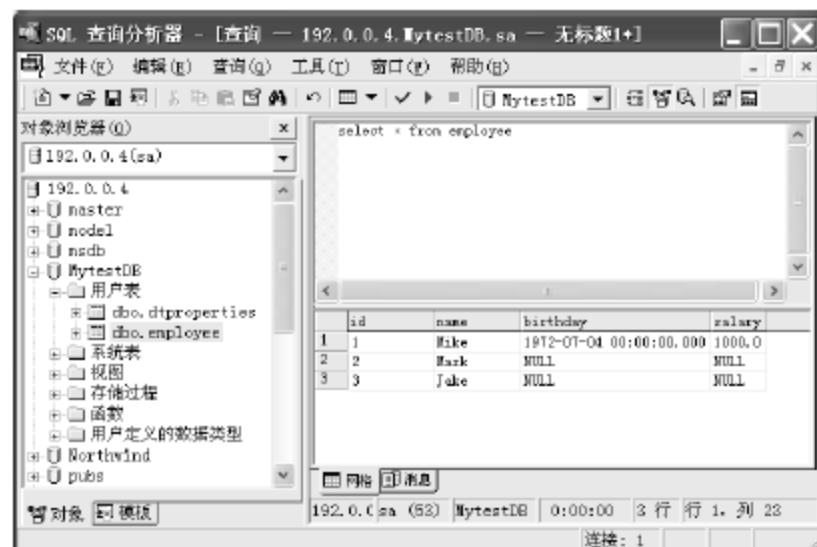 SQL 查询分析器 - [查询 — 192.0.0.4.MytestDB.sa — 无标题1*]
文件(F) 编辑(E) 查询(Q) 工具(T) 窗口(W) 帮助(H)
MytestDB
对象浏览器(O)
192.0.0.4(sa)
192.0.0.4
master
model
msdb
MytestDB
用户表
dbo.dtproperties
dbo.employee
系统表
视图
存储过程
函数
用户定义的数据类型
Northwind
pubs
对象 模板
select * from employee
id name birthday salary
1 1 Mike 1972-07-04 00:00:00.000 1000.0
2 2 Mark NULL NULL
3 3 Jake NULL NULL
网格 消息
192.0.0 sa (53) MytestDB 0:00:00 3 行 行 1, 列 23
连接: 1